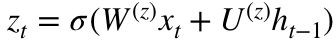 z_t = σ(W^{(z)}x_t + U^{(z)}h_{t−1})